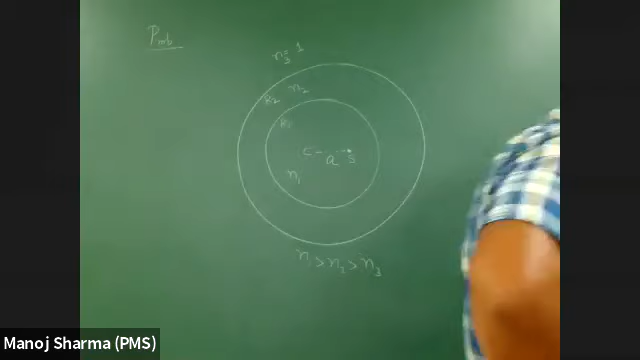 Prob
n₃ = 1
R₂ n₂
R₁
C a S
n₁
n₁ > n₂ > n₃
Manoj Sharma (PMS)